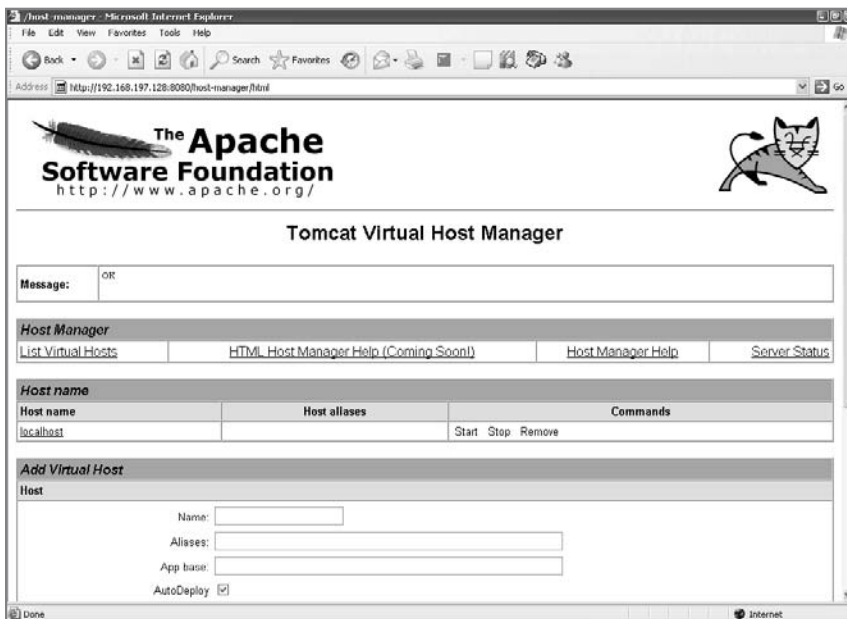 /host-manager - Microsoft Internet Explorer
File Edit View Favorites Tools Help
Back Search Favorites
Address http://192.168.197.128:8080/host-manager/html Go
The Apache
Software Foundation
http://www.apache.org/
Tomcat Virtual Host Manager
Message: OK
Host Manager
List Virtual Hosts HTML Host Manager Help (Coming Soon!) Host Manager Help Server Status
Host name
Host name Host aliases Commands
localhost Start Stop Remove
Add Virtual Host
Host
Name:
Aliases:
App base:
AutoDeploy
Done Internet